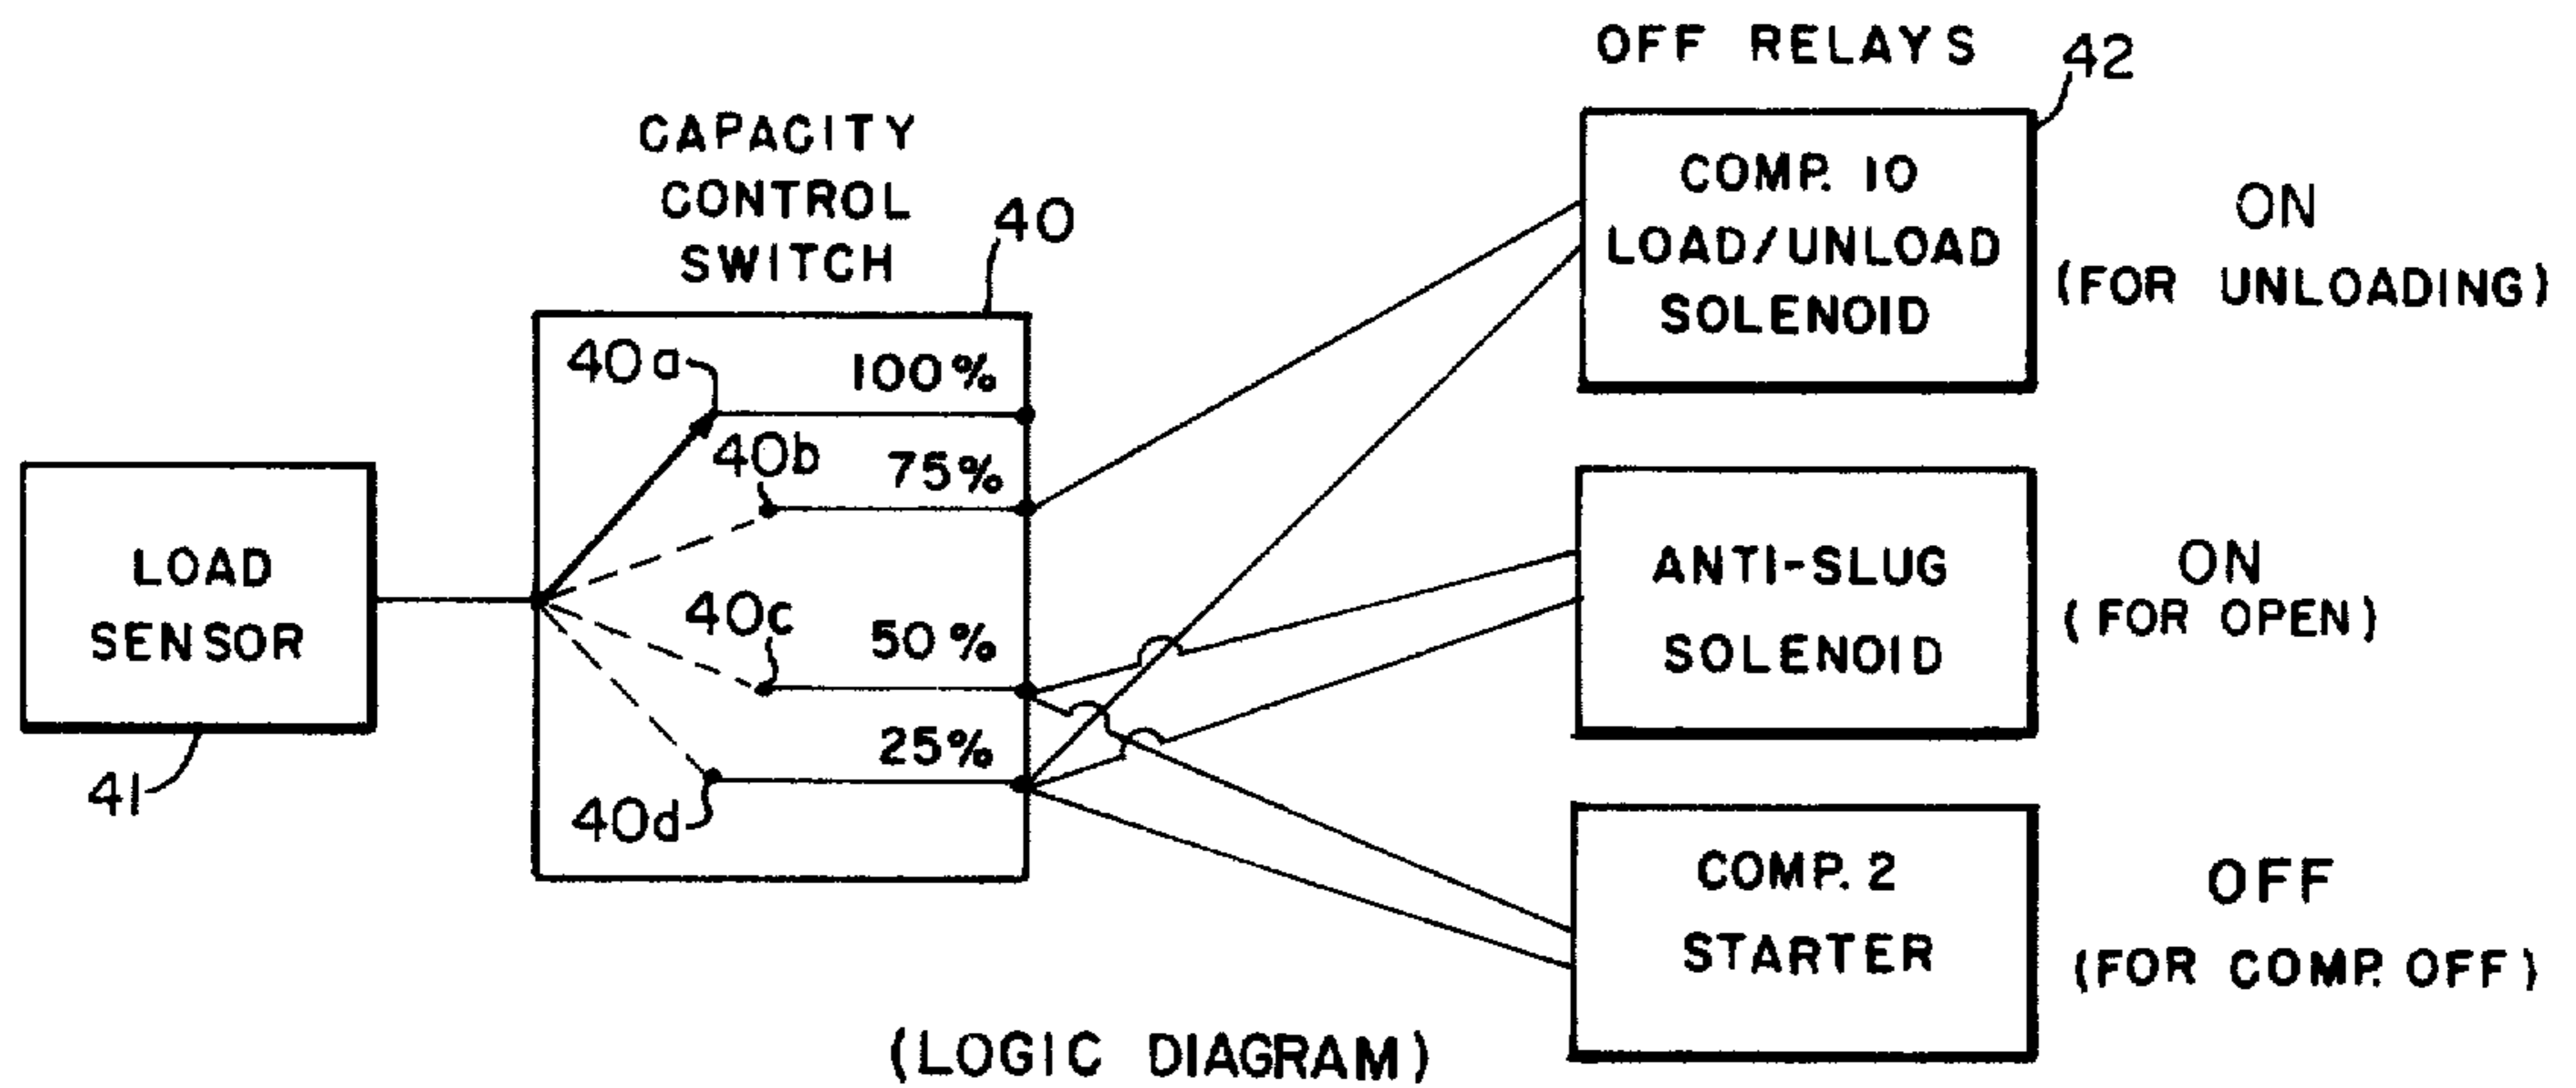 OFF RELAYS
42
CAPACITY
CONTROL
SWITCH
40
COMP. 10
LOAD/UNLOAD
SOLENOID
ON
(FOR UNLOADING)
40a
100%
40b
75%
LOAD
SENSOR
41
40c
50%
25%
40d
ANTI-SLUG
SOLENOID
ON
(FOR OPEN)
COMP. 2
STARTER
OFF
(FOR COMP. OFF)
(LOGIC DIAGRAM)